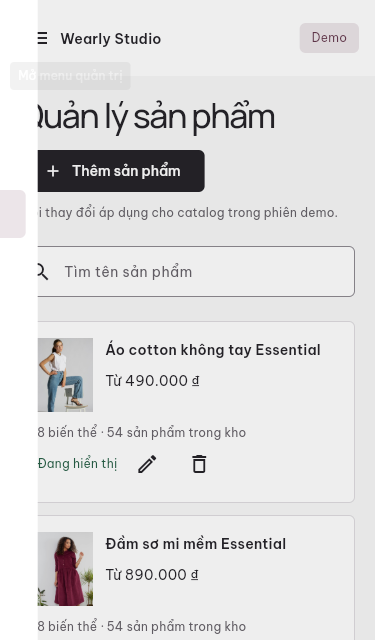 Wearly Studio
Demo
Mở menu quản trị
Quản lý sản phẩm
Thêm sản phẩm
i thay đổi áp dụng cho catalog trong phiên demo.
Tìm tên sản phẩm
Áo cotton không tay Essential
Từ 490.000 ₫
8 biến thể · 54 sản phẩm trong kho
Đang hiển thị
Đầm sơ mi mềm Essential
Từ 890.000 ₫
8 biến thể · 54 sản phẩm trong kho